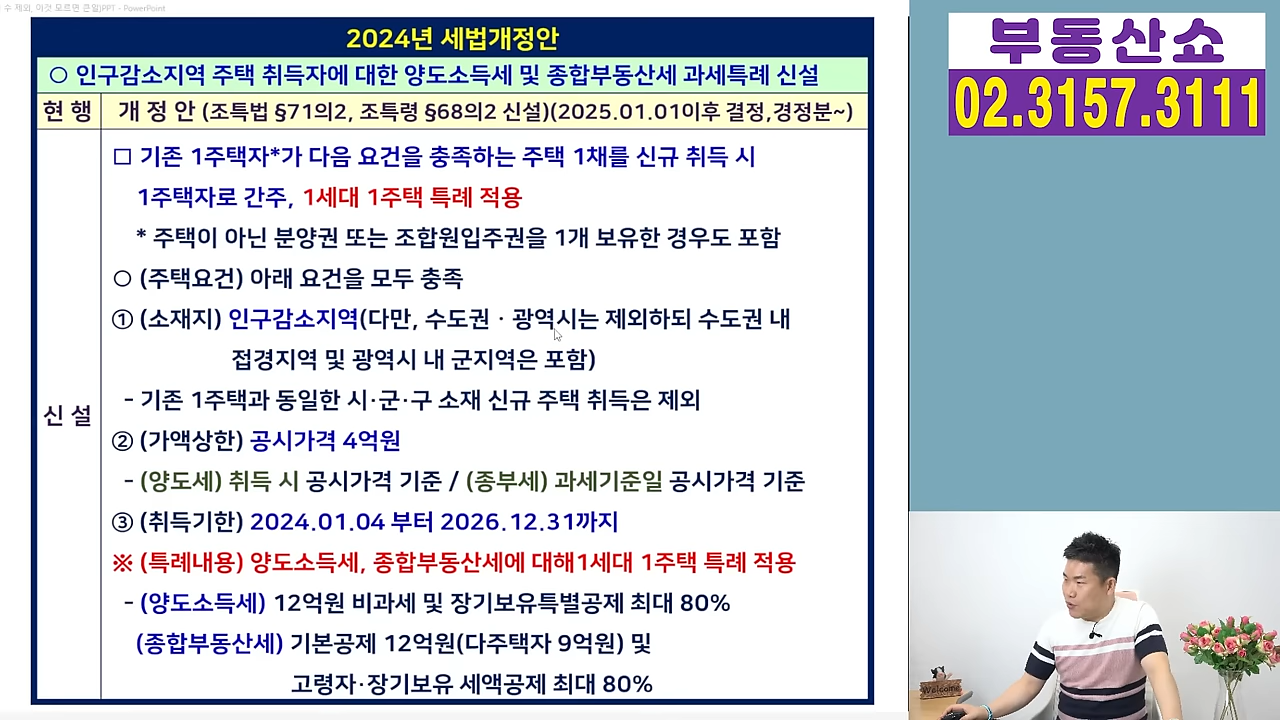 수 제외, 이것 모르면 큰일)PPT - PowerPoint
2024년 세법개정안
○ 인구감소지역 주택 취득자에 대한 양도소득세 및 종합부동산세 과세특례 신설
현 행
개 정 안 (조특법 §71의2, 조특령 §68의2 신설)(2025.01.01이후 결정,경정분~)
신 설
□ 기존 1주택자*가 다음 요건을 충족하는 주택 1채를 신규 취득 시
1주택자로 간주, 1세대 1주택 특례 적용
* 주택이 아닌 분양권 또는 조합원입주권을 1개 보유한 경우도 포함
○ (주택요건) 아래 요건을 모두 충족
① (소재지) 인구감소지역(다만, 수도권 · 광역시는 제외하되 수도권 내
접경지역 및 광역시 내 군지역은 포함)
- 기존 1주택과 동일한 시·군·구 소재 신규 주택 취득은 제외
② (가액상한) 공시가격 4억원
- (양도세) 취득 시 공시가격 기준 / (종부세) 과세기준일 공시가격 기준
③ (취득기한) 2024.01.04 부터 2026.12.31까지
※ (특례내용) 양도소득세, 종합부동산세에 대해1세대 1주택 특례 적용
- (양도소득세) 12억원 비과세 및 장기보유특별공제 최대 80%
(종합부동산세) 기본공제 12억원(다주택자 9억원) 및
고령자·장기보유 세액공제 최대 80%
부동산쇼
02.3157.3111
Welcome